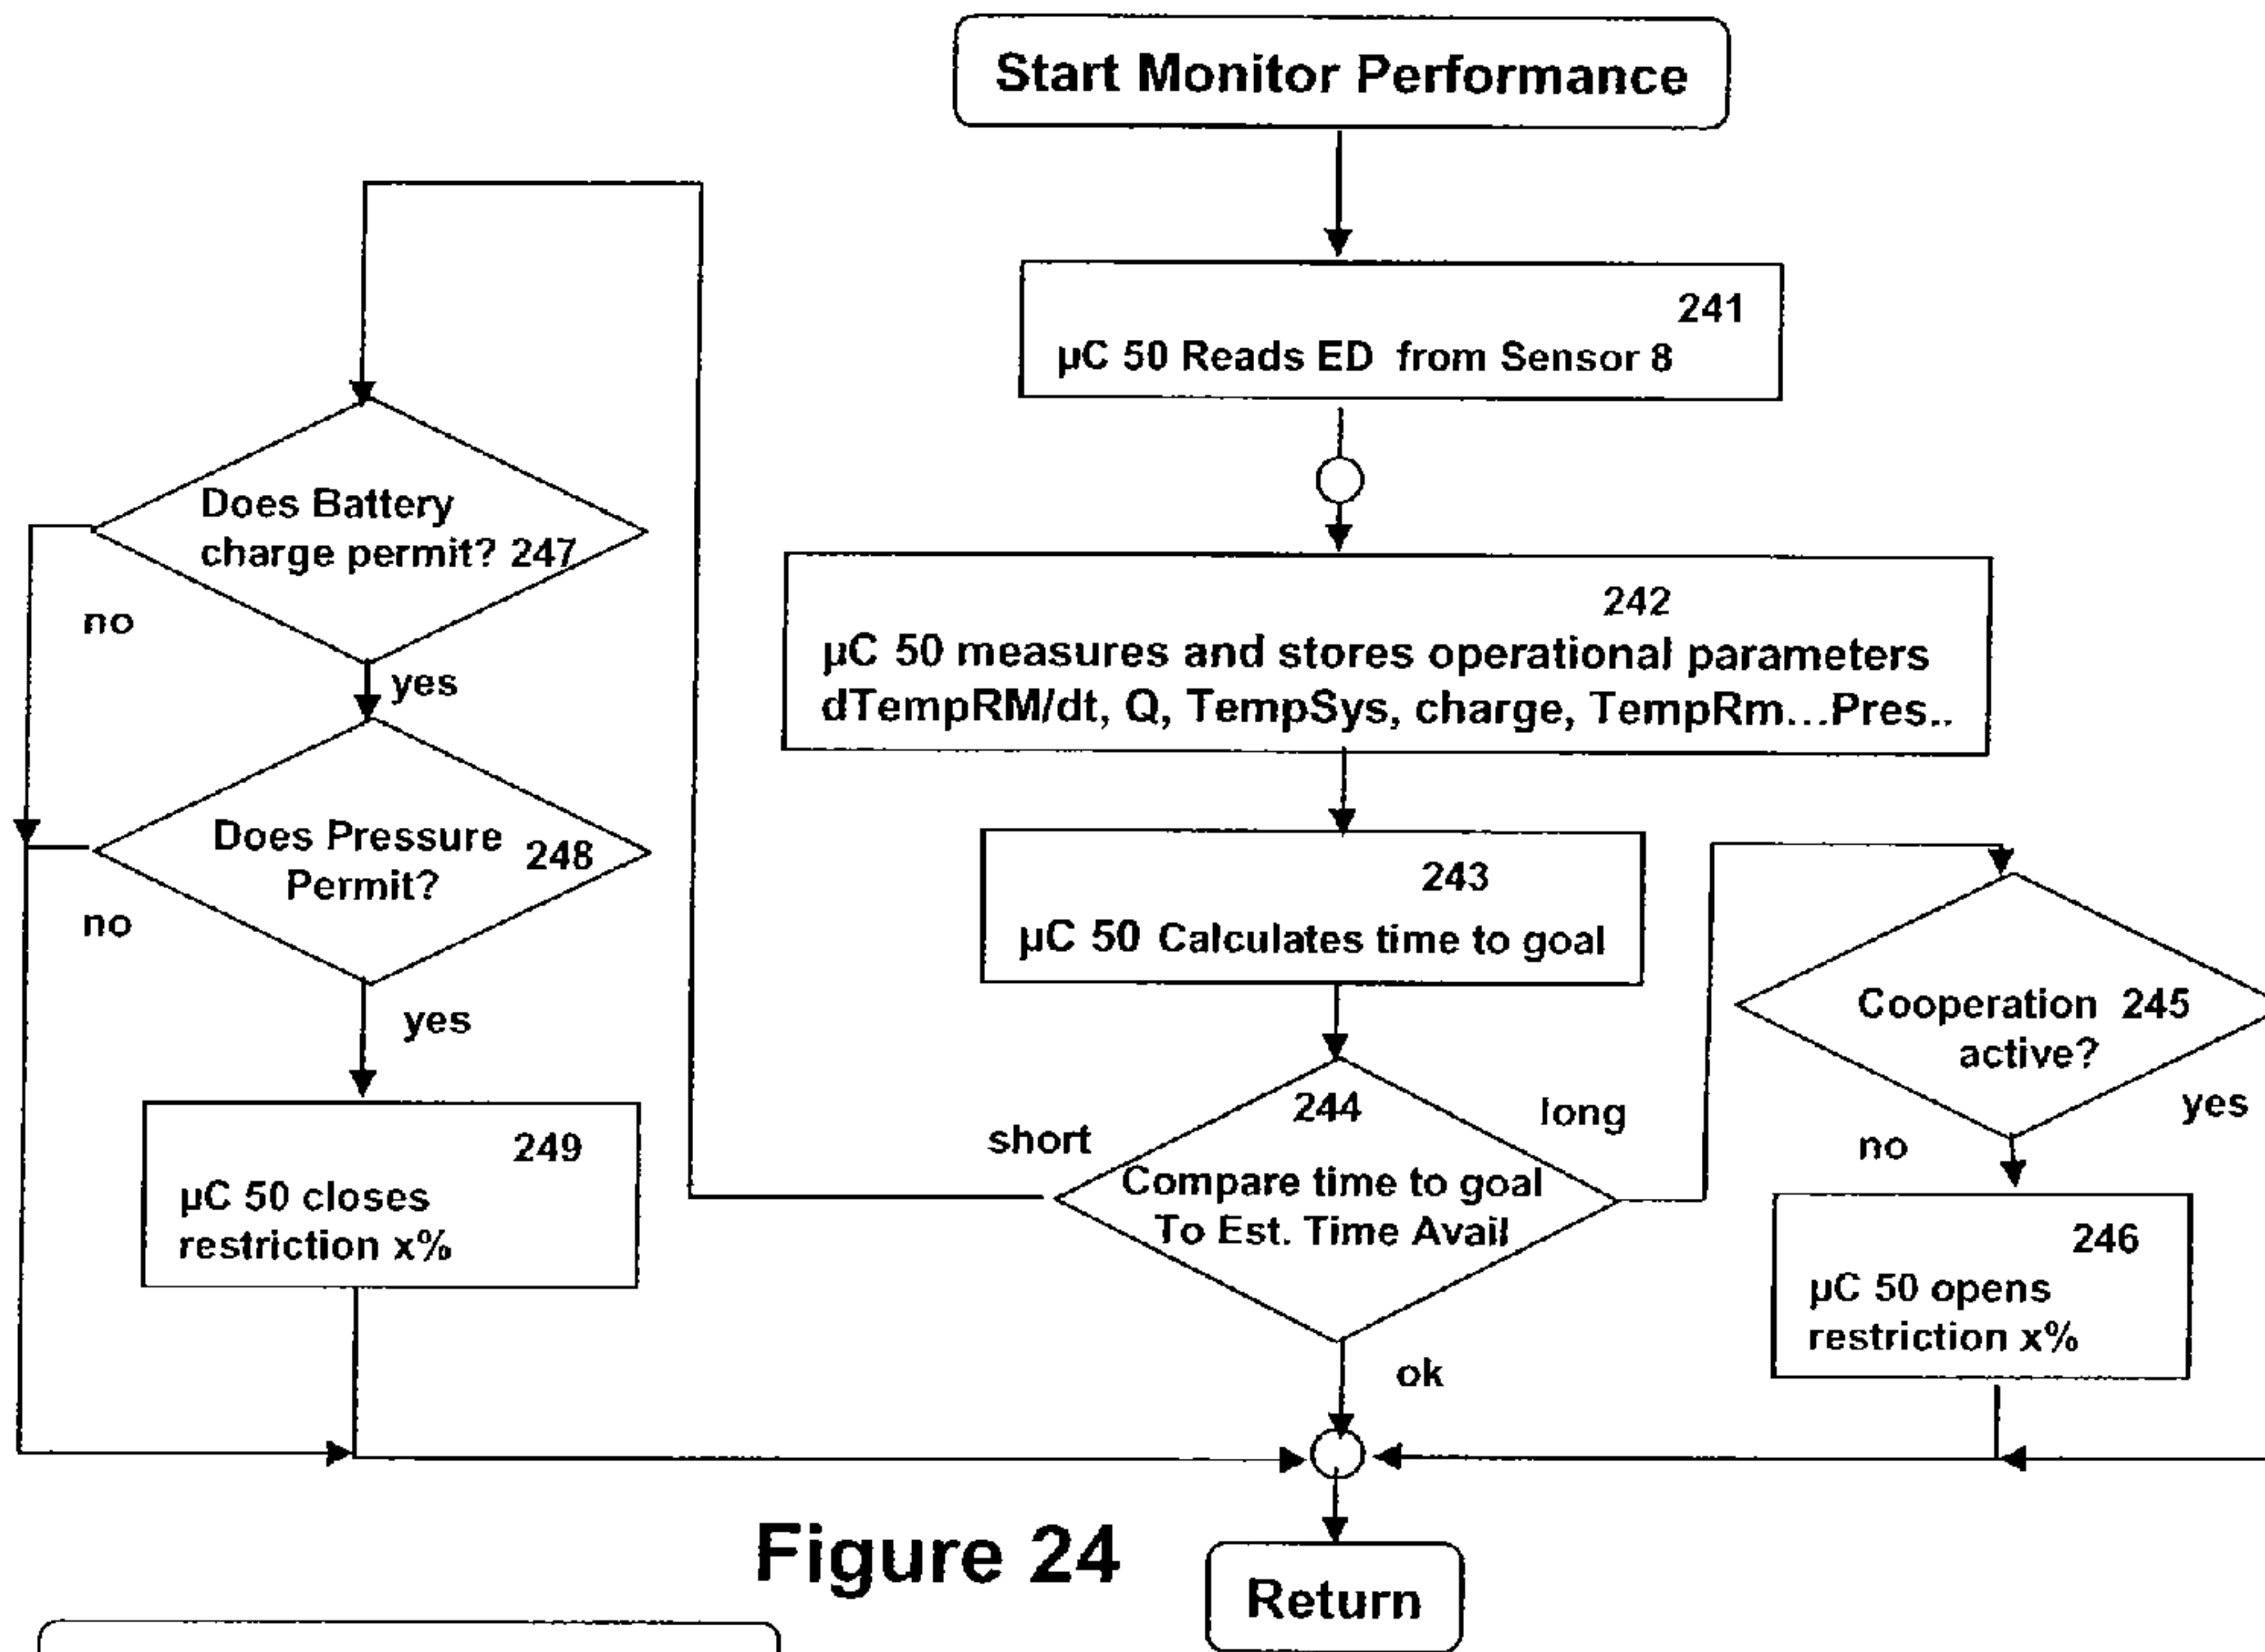 Start Monitor Performance
241
µC 50 Reads ED from Sensor 8
242
µC 50 measures and stores operational parameters
dTempRM/dt, Q, TempSys, charge, TempRm...Pres..
243
µC 50 Calculates time to goal
244
short
long
Compare time to goal
To Est. Time Avail
ok
Cooperation 245
active?
yes
no
246
µC 50 opens
restriction x%
Does Battery
charge permit? 247
no
yes
Does Pressure
248
Permit?
no
yes
249
µC 50 closes
restriction x%
Return
Figure 24